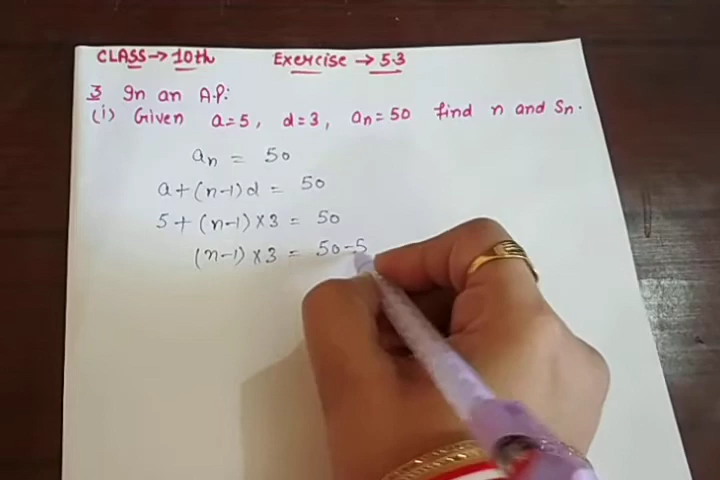 CLASS → 10th Exercise → 5.3
3 In an A.P:
(i) Given a=5, d=3, an=50 find n and Sn.
an = 50
a+(n-1)d = 50
5+(n-1)×3 = 50
(n-1)×3 = 50-5